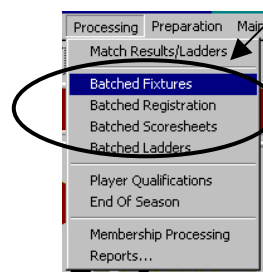 Processing Preparation Mai
Match Results/Ladders
Batched Fixtures
Batched Registration
Batched Scoresheets
Batched Ladders
Player Qualifications
End Of Season
Membership Processing
Reports...